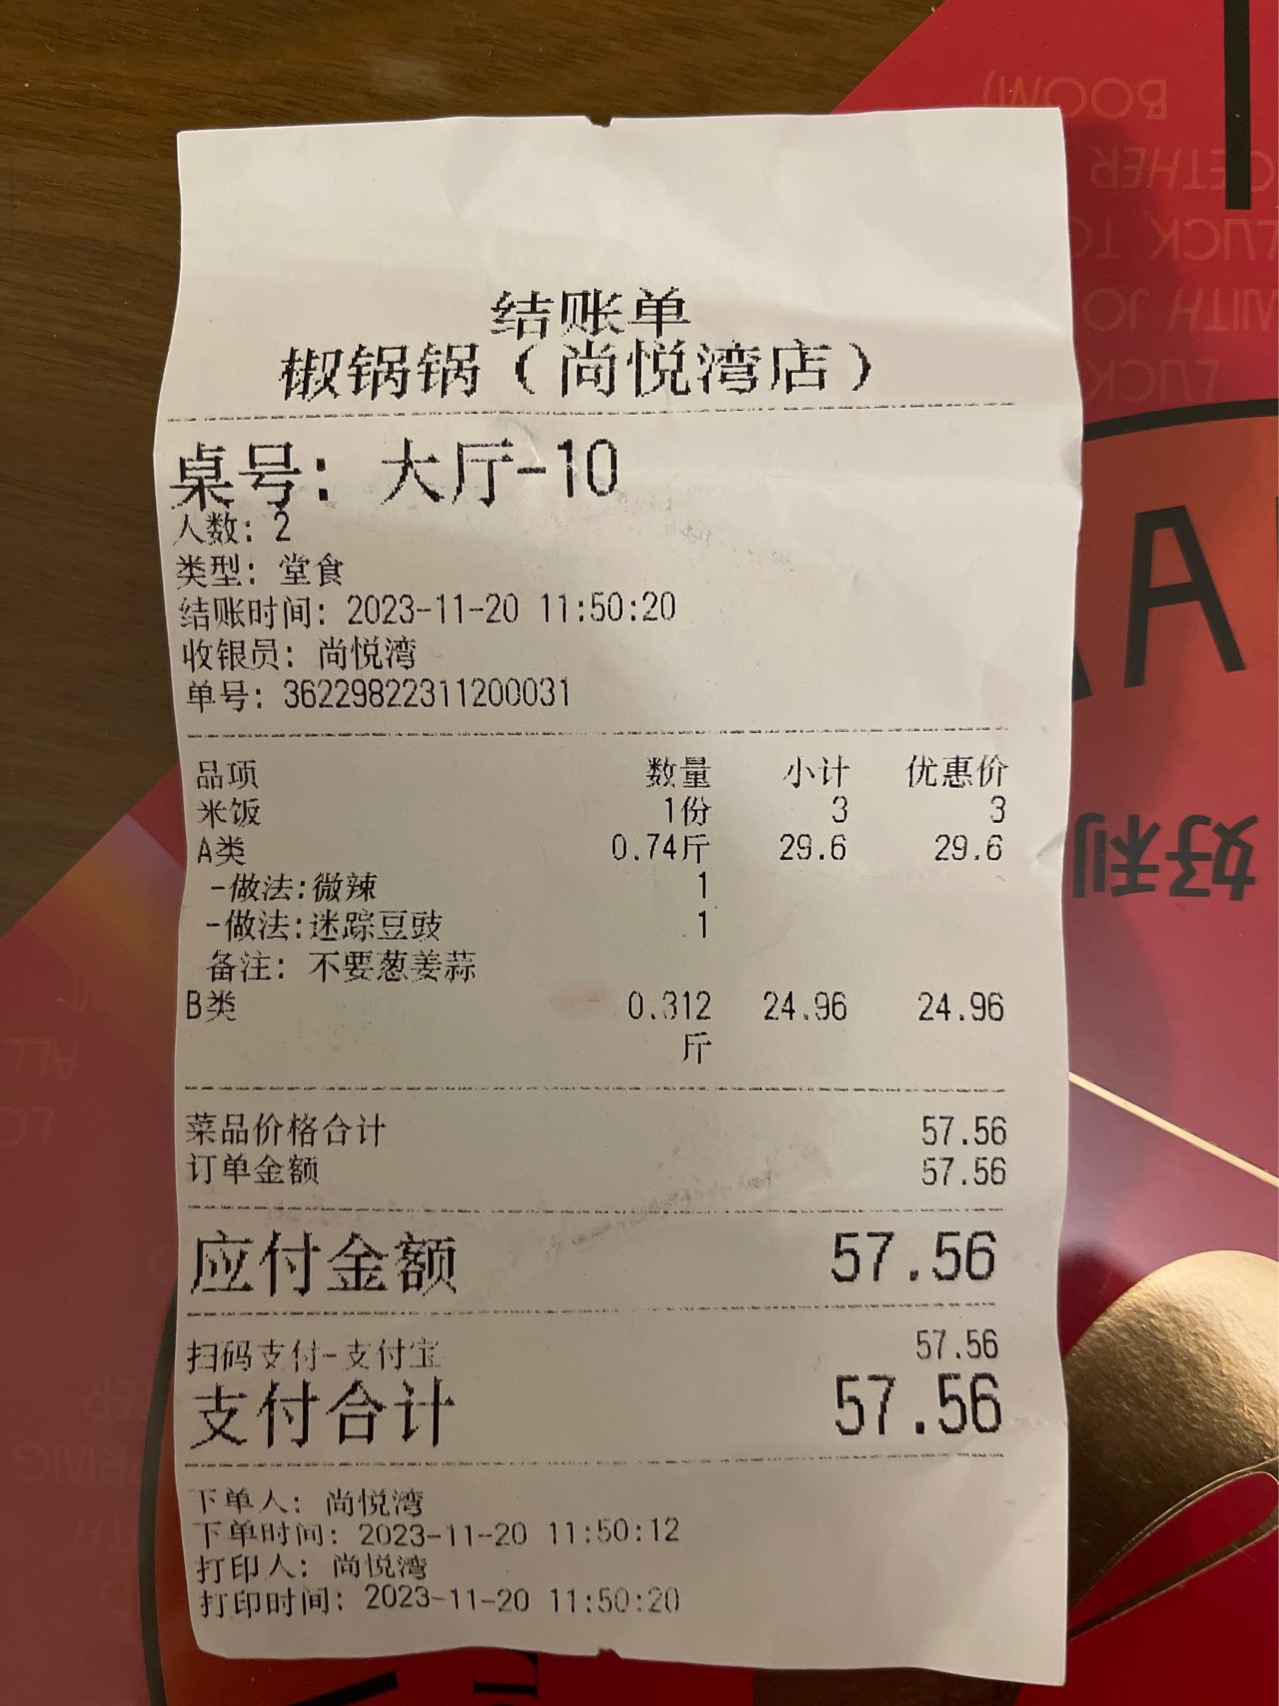 结账单
椒锅锅（尚悦湾店）
桌号： 大厅-10
人数: 2
类型: 堂食
结账时间: 2023-11-20 11:50:20
收银员: 尚悦湾
单号: 36229822311200031
品项 数量 小计 优惠价
米饭 1份 3 3
A类 0.74斤 29.6 29.6
-做法:微辣 1
-做法:迷踪豆豉 1
备注: 不要葱姜蒜
B类 0.312 24.96 24.96
斤
菜品价格合计 57.56
订单金额 57.56
应付金额 57.56
扫码支付-支付宝 57.56
支付合计 57.56
下单人: 尚悦湾
下单时间: 2023-11-20 11:50:12
打印人: 尚悦湾
打印时间: 2023-11-20 11:50:20
BOOM)
LUCK
好利
A